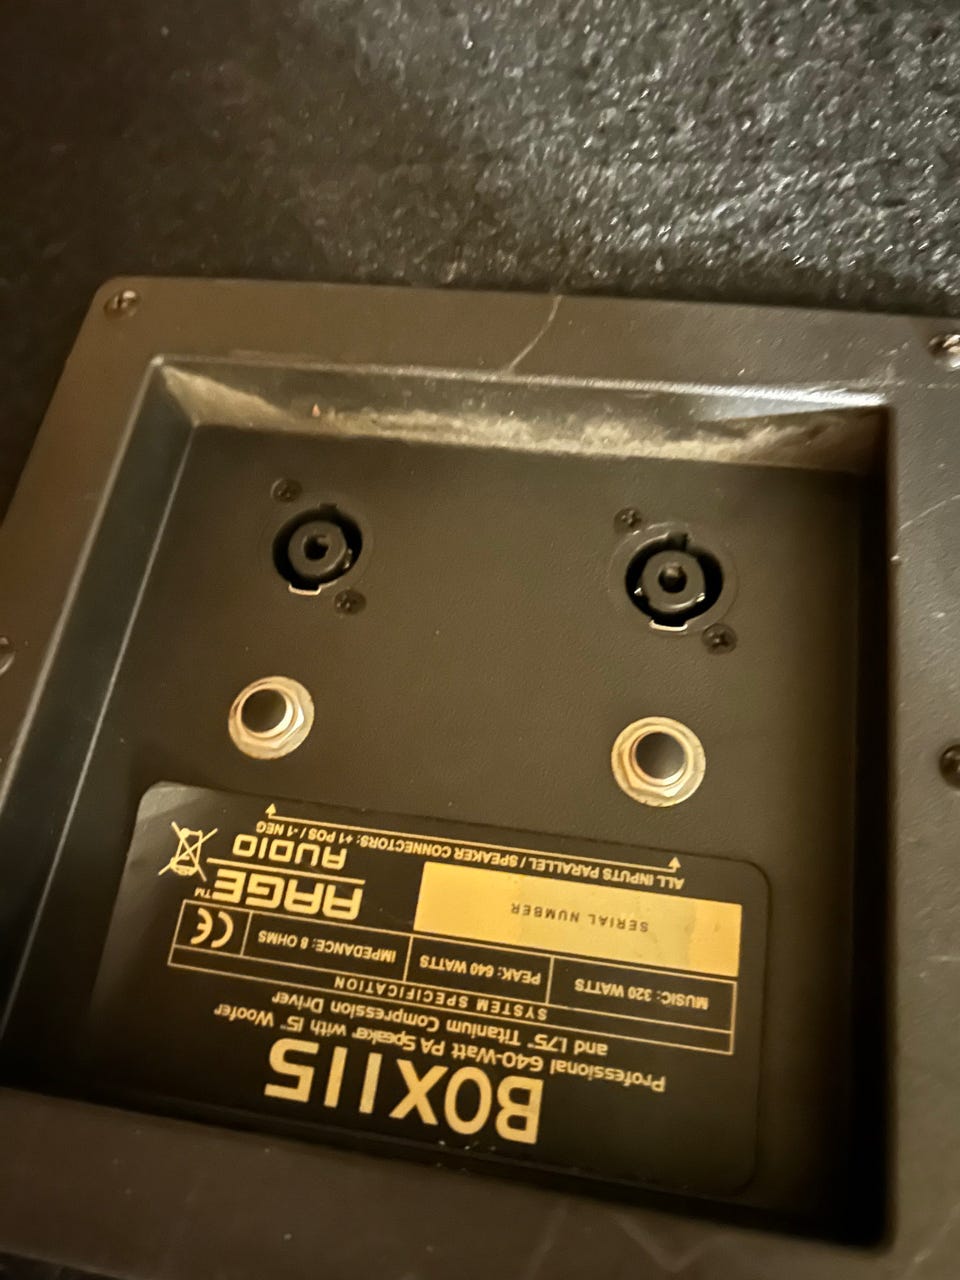 BOX115
Professional 640-Watt PA Speaker with 15" Woofer
and 1.75" Titanium Compression Driver
SYSTEM SPECIFICATION
MUSIC: 320 WATTS PEAK: 640 WATTS IMPEDANCE: 8 OHMS CE
SERIAL NUMBER
RAGE™
AUDIO
ALL INPUTS PARALLEL / SPEAKER CONNECTORS: +1 POS / -1 NEG